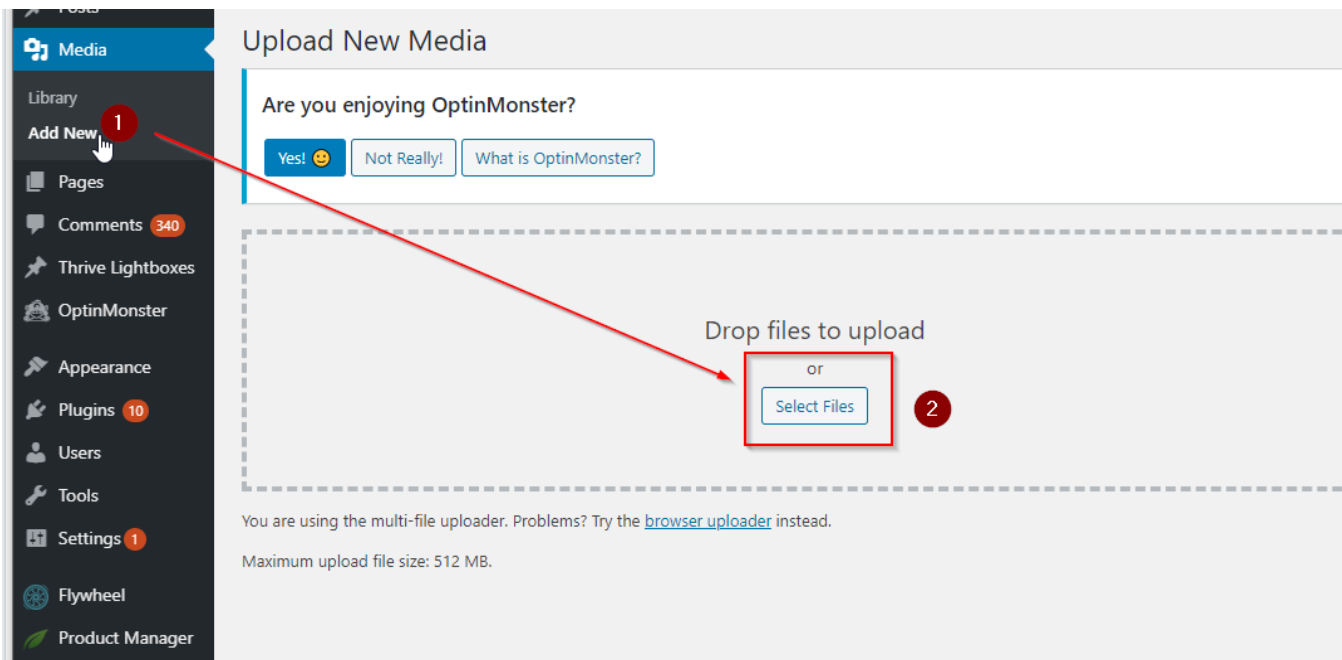 Posts
Media
Library
Add New
1
Pages
Comments 340
Thrive Lightboxes
OptinMonster
Appearance
Plugins 10
Users
Tools
Settings 1
Flywheel
Product Manager
Upload New Media
Are you enjoying OptinMonster?
Yes! 🙂 Not Really! What is OptinMonster?
Drop files to upload
or
Select Files
2
You are using the multi-file uploader. Problems? Try the browser uploader instead.
Maximum upload file size: 512 MB.